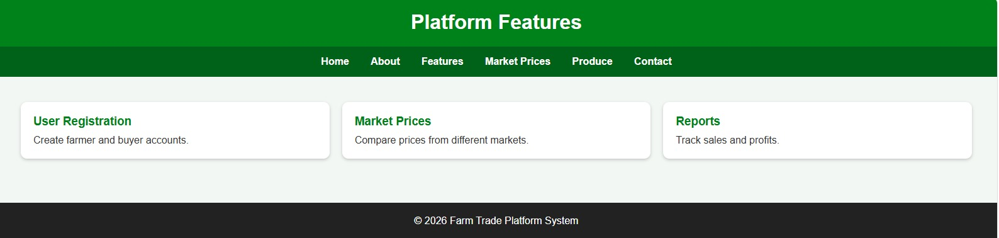 Platform Features
Home About Features Market Prices Produce Contact
User Registration
Create farmer and buyer accounts.
Market Prices
Compare prices from different markets.
Reports
Track sales and profits.
© 2026 Farm Trade Platform System